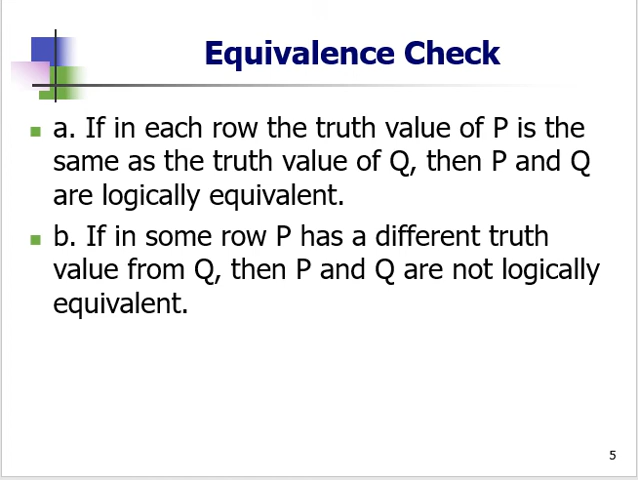 Equivalence Check
a. If in each row the truth value of P is the
same as the truth value of Q, then P and Q
are logically equivalent.
b. If in some row P has a different truth
value from Q, then P and Q are not logically
equivalent.
5